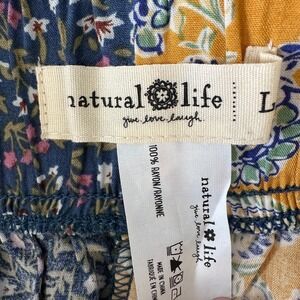 natural life
give. love. laugh.
L
100% RAYON/RAYONNE
natural life
give love laugh
MADE IN CHINA
FABRIQUÉ EN CHINE